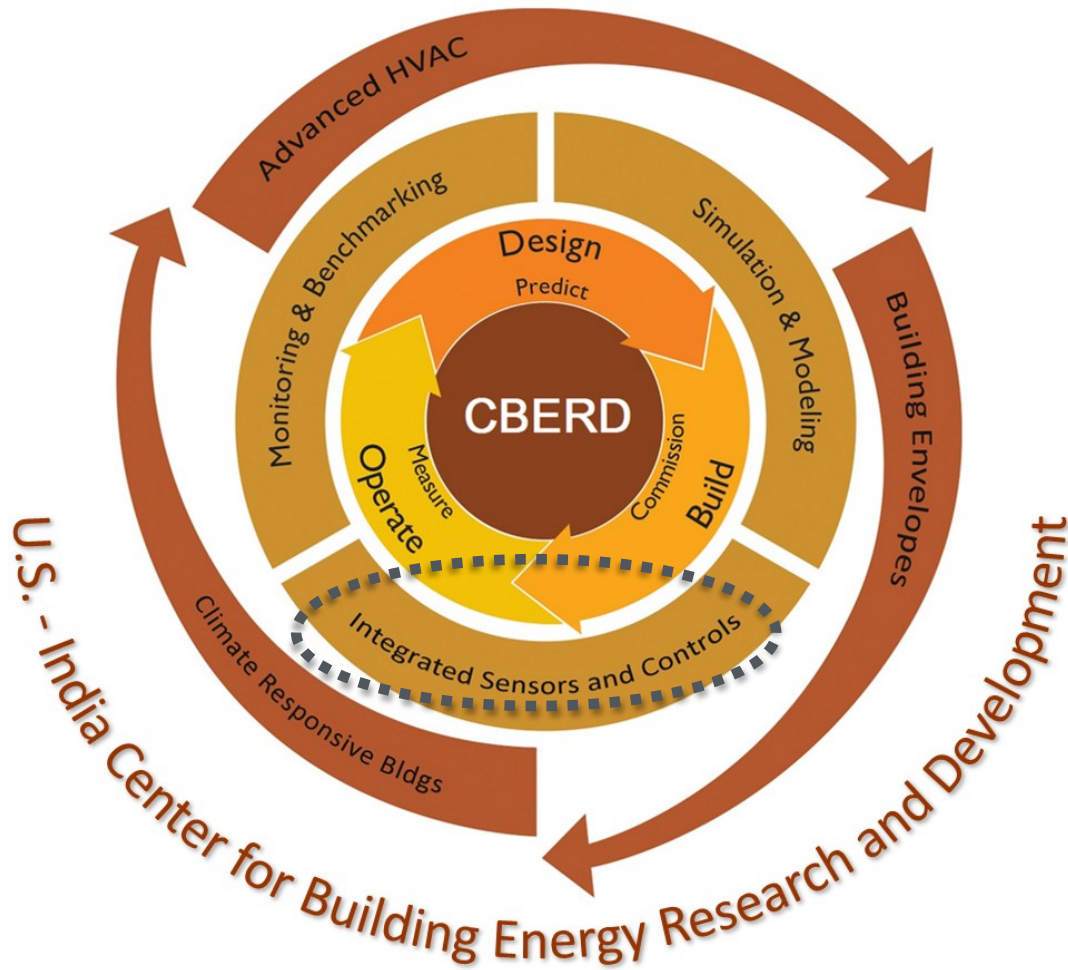 Advanced HVAC
Building Envelopes
Climate Responsive Bldgs
Monitoring & Benchmarking
Simulation & Modeling
Integrated Sensors and Controls
Design
Predict
Build
Commission
Operate
Measure
CBERD
U.S. - India Center for Building Energy Research and Development